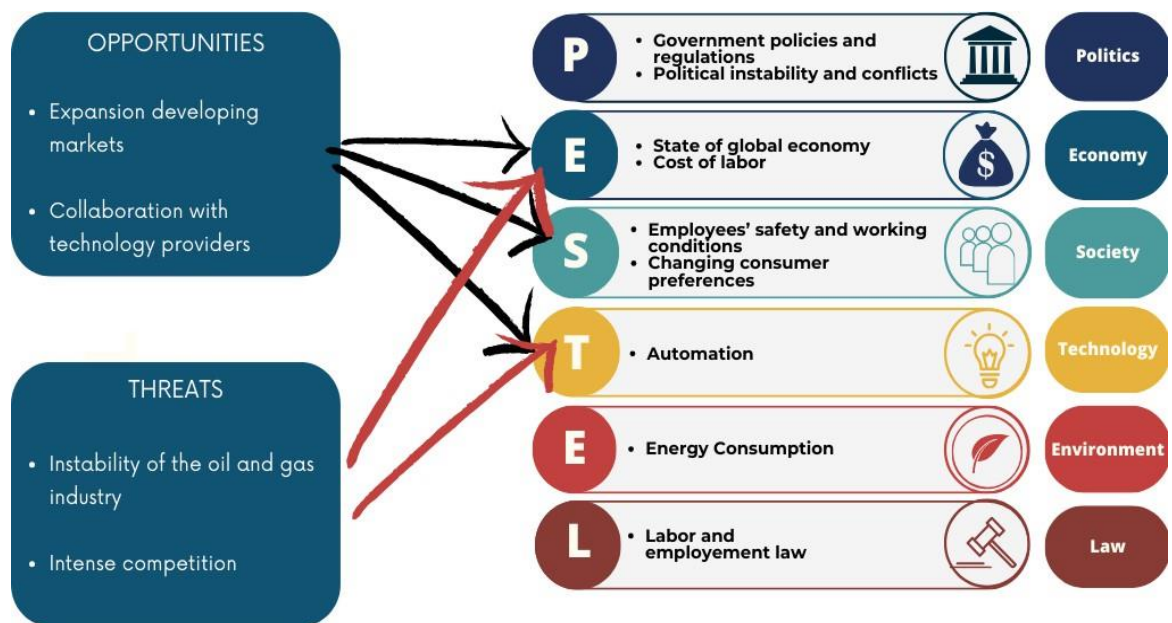 OPPORTUNITIES
• Expansion developing
markets
• Collaboration with
technology providers
THREATS
• Instability of the oil and gas
industry
• Intense competition
P
• Government policies and
regulations
• Political instability and conflicts
Politics
E
• State of global economy
• Cost of labor
$
Economy
S
• Employees’ safety and working
conditions
• Changing consumer
preferences
Society
T
• Automation
Technology
E
• Energy Consumption
Environment
L
• Labor and
employement law
Law